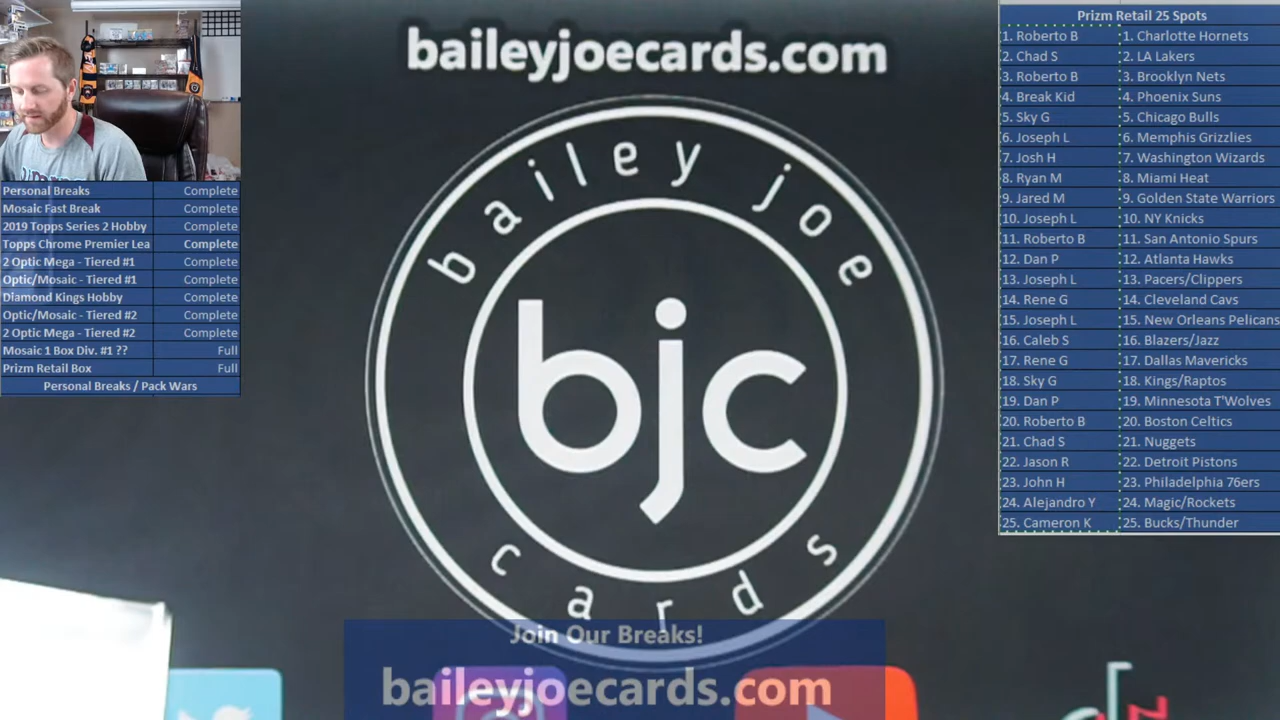 baileyjoecards.com
bailey joe
bjc
cards
Personal Breaks Complete
Mosaic Fast Break Complete
2019 Topps Series 2 Hobby Complete
Topps Chrome Premier Lea Complete
2 Optic Mega - Tiered #1 Complete
Optic/Mosaic - Tiered #1 Complete
Diamond Kings Hobby Complete
Optic/Mosaic - Tiered #2 Complete
2 Optic Mega - Tiered #2 Complete
Mosaic 1 Box Div. #1 ?? Full
Prizm Retail Box Full
Personal Breaks / Pack Wars
Prizm Retail 25 Spots
1. Roberto B 1. Charlotte Hornets
2. Chad S 2. LA Lakers
3. Roberto B 3. Brooklyn Nets
4. Break Kid 4. Phoenix Suns
5. Sky G 5. Chicago Bulls
6. Joseph L 6. Memphis Grizzlies
7. Josh H 7. Washington Wizards
8. Ryan M 8. Miami Heat
9. Jared M 9. Golden State Warriors
10. Joseph L 10. NY Knicks
11. Roberto B 11. San Antonio Spurs
12. Dan P 12. Atlanta Hawks
13. Joseph L 13. Pacers/Clippers
14. Rene G 14. Cleveland Cavs
15. Joseph L 15. New Orleans Pelicans
16. Caleb S 16. Blazers/Jazz
17. Rene G 17. Dallas Mavericks
18. Sky G 18. Kings/Raptos
19. Dan P 19. Minnesota T'Wolves
20. Roberto B 20. Boston Celtics
21. Chad S 21. Nuggets
22. Jason R 22. Detroit Pistons
23. John H 23. Philadelphia 76ers
24. Alejandro Y 24. Magic/Rockets
25. Cameron K 25. Bucks/Thunder
Join Our Breaks!
baileyjoecards.com